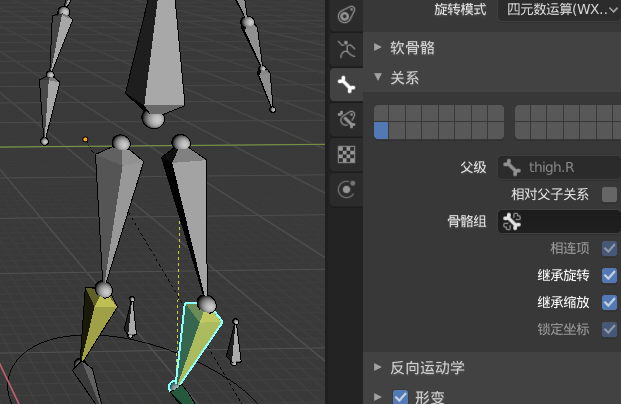 旋转模式 四元数运算(WX..
软骨骼
关系
父级 thigh.R
相对父子关系
骨骼组
相连项
继承旋转
继承缩放
锁定坐标
反向运动学
形变